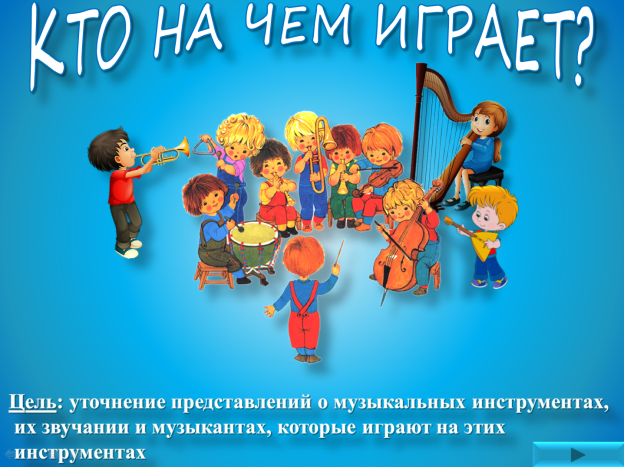 КТО НА ЧЕМ ИГРАЕТ?
Цель: уточнение представлений о музыкальных инструментах,
их звучании и музыкантах, которые играют на этих
инструментах